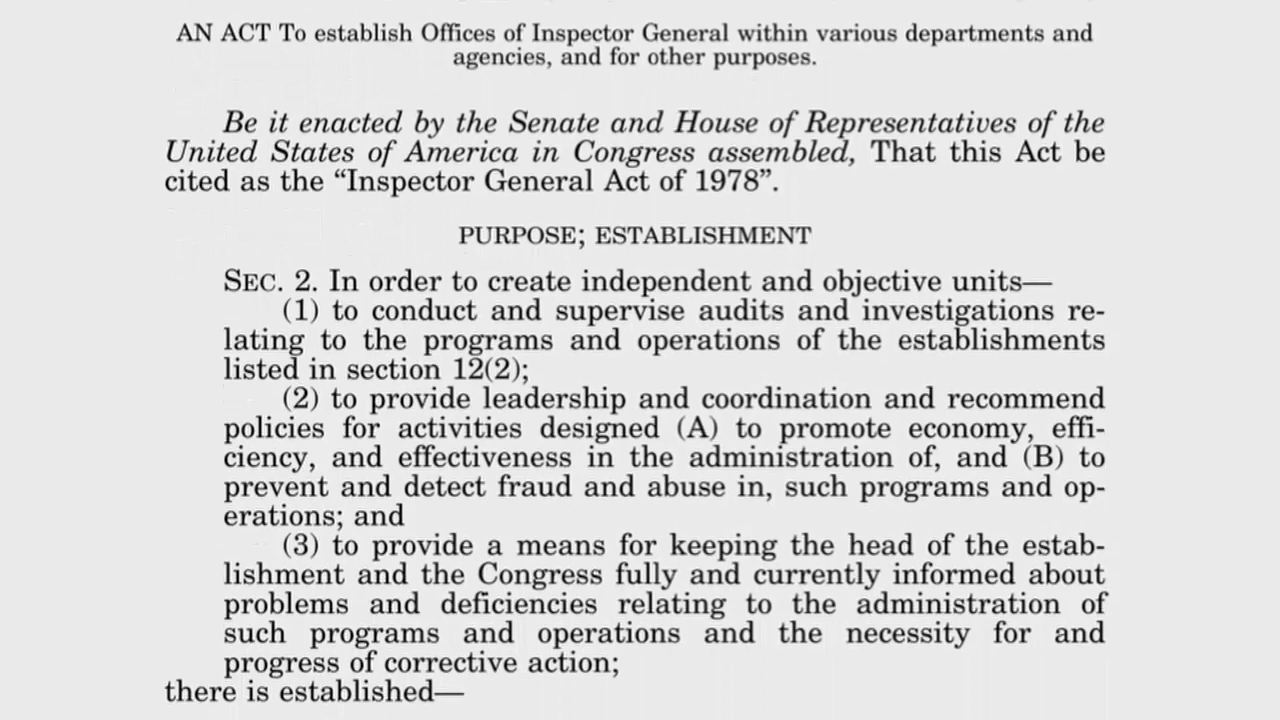 AN ACT To establish Offices of Inspector General within various departments and
agencies, and for other purposes.
Be it enacted by the Senate and House of Representatives of the
United States of America in Congress assembled, That this Act be
cited as the “Inspector General Act of 1978”.
PURPOSE; ESTABLISHMENT
SEC. 2. In order to create independent and objective units—
(1) to conduct and supervise audits and investigations re-
lating to the programs and operations of the establishments
listed in section 12(2);
(2) to provide leadership and coordination and recommend
policies for activities designed (A) to promote economy, effi-
ciency, and effectiveness in the administration of, and (B) to
prevent and detect fraud and abuse in, such programs and op-
erations; and
(3) to provide a means for keeping the head of the estab-
lishment and the Congress fully and currently informed about
problems and deficiencies relating to the administration of
such programs and operations and the necessity for and
progress of corrective action;
there is established—